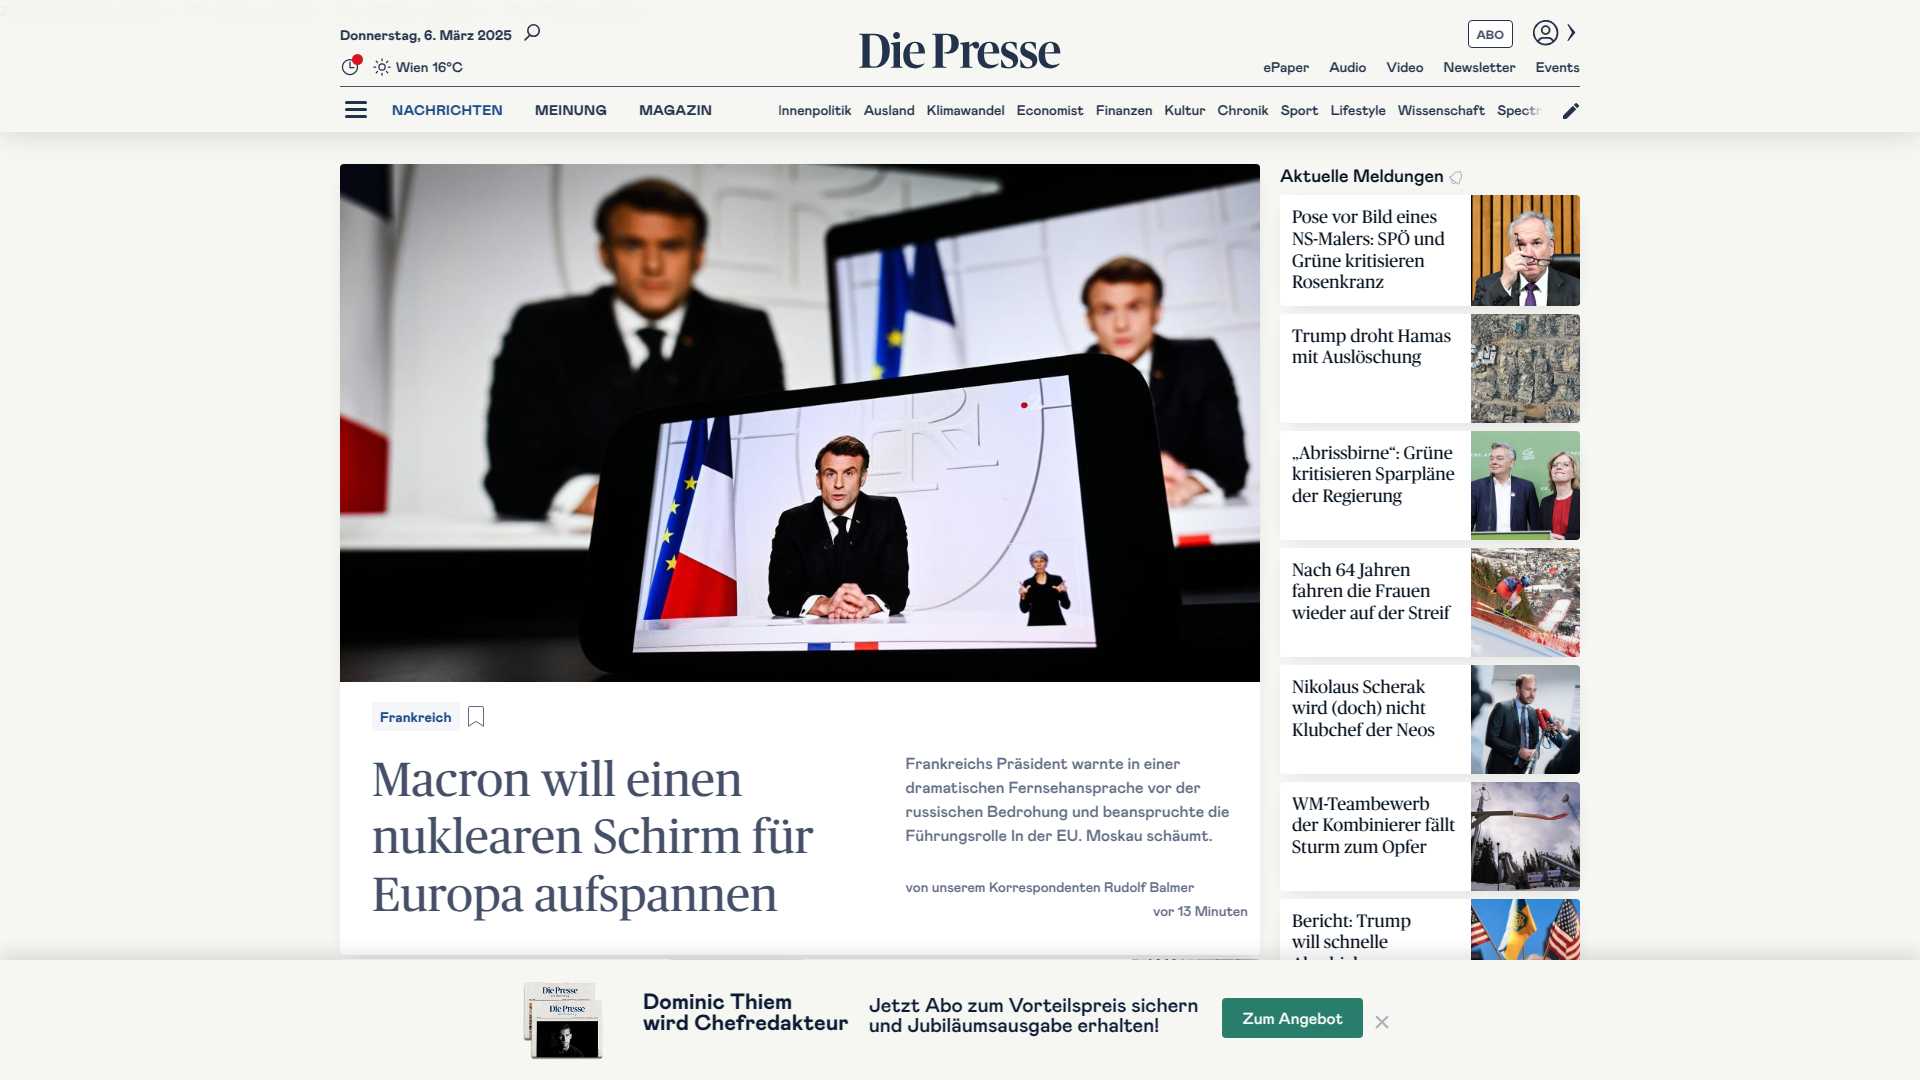 Donnerstag, 6. März 2025
Wien 16°C
Die Presse
ABO
ePaper Audio Video Newsletter Events
NACHRICHTEN MEINUNG MAGAZIN
Innenpolitik Ausland Klimawandel Economist Finanzen Kultur Chronik Sport Lifestyle Wissenschaft
Frankreich
Macron will einen
nuklearen Schirm für
Europa aufspannen
Frankreichs Präsident warnte in einer
dramatischen Fernsehansprache vor der
russischen Bedrohung und beanspruchte die
Führungsrolle In der EU. Moskau schäumt.
von unserem Korrespondenten Rudolf Balmer
vor 13 Minuten
Aktuelle Meldungen
Pose vor Bild eines
NS-Malers: SPÖ und
Grüne kritisieren
Rosenkranz
Trump droht Hamas
mit Auslöschung
„Abrissbirne“: Grüne
kritisieren Sparpläne
der Regierung
Nach 64 Jahren
fahren die Frauen
wieder auf der Streif
Nikolaus Scherak
wird (doch) nicht
Klubchef der Neos
WM-Teambewerb
der Kombinierer fällt
Sturm zum Opfer
Bericht: Trump
will schnelle
Die Presse
Die Presse
Dominic Thiem
wird Chefredakteur
Jetzt Abo zum Vorteilspreis sichern
und Jubiläumsausgabe erhalten!
Zum Angebot